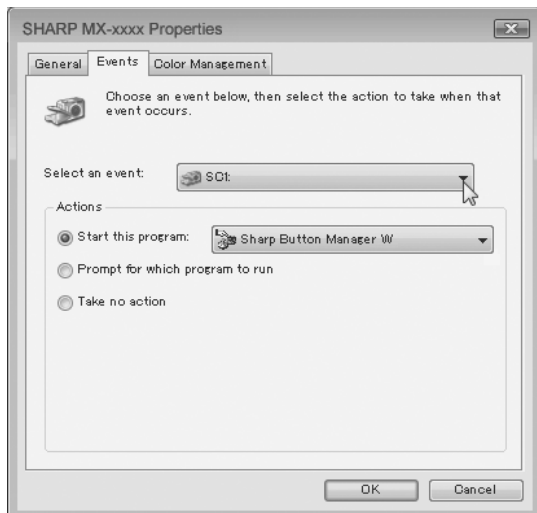 SHARP MX-xxxx Properties
General Events Color Management
Choose an event below, then select the action to take when that
event occurs.
Select an event: SC1:
Actions
Start this program: Sharp Button Manager W
Prompt for which program to run
Take no action
OK Cancel